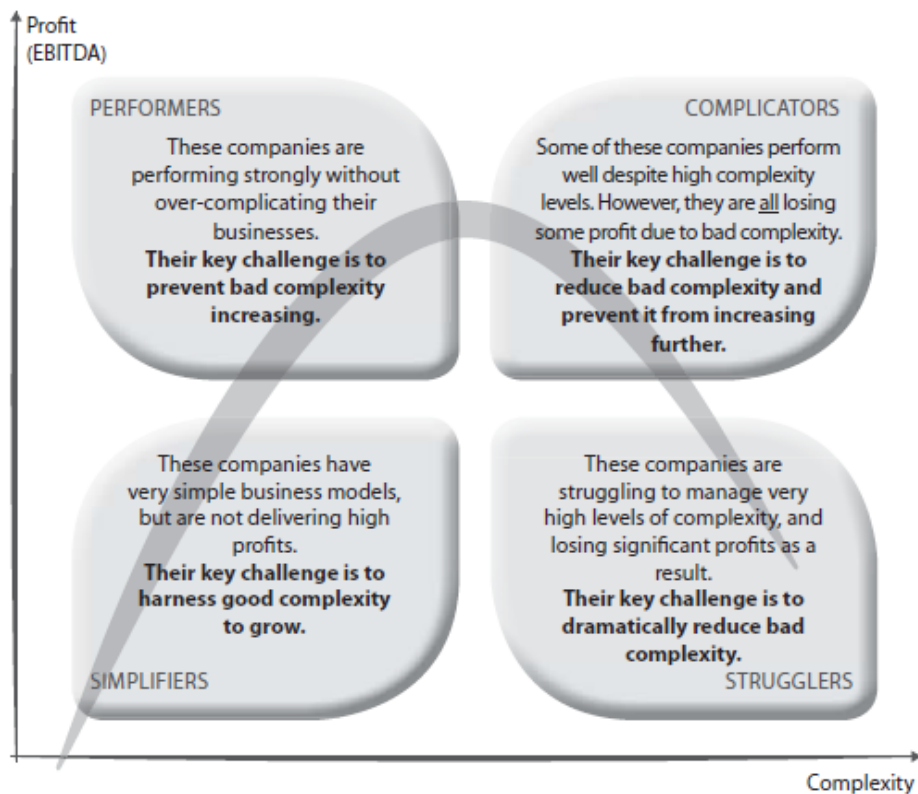 Profit
(EBITDA)
PERFORMERS
These companies are
performing strongly without
over-complicating their
businesses.
Their key challenge is to
prevent bad complexity
increasing.
COMPLICATORS
Some of these companies perform
well despite high complexity
levels. However, they are all losing
some profit due to bad complexity.
Their key challenge is to
reduce bad complexity and
prevent it from increasing
further.
These companies have
very simple business models,
but are not delivering high
profits.
Their key challenge is to
harness good complexity
to grow.
SIMPLIFIERS
These companies are
struggling to manage very
high levels of complexity, and
losing significant profits as a
result.
Their key challenge is to
dramatically reduce bad
complexity.
STRUGGLERS
Complexity